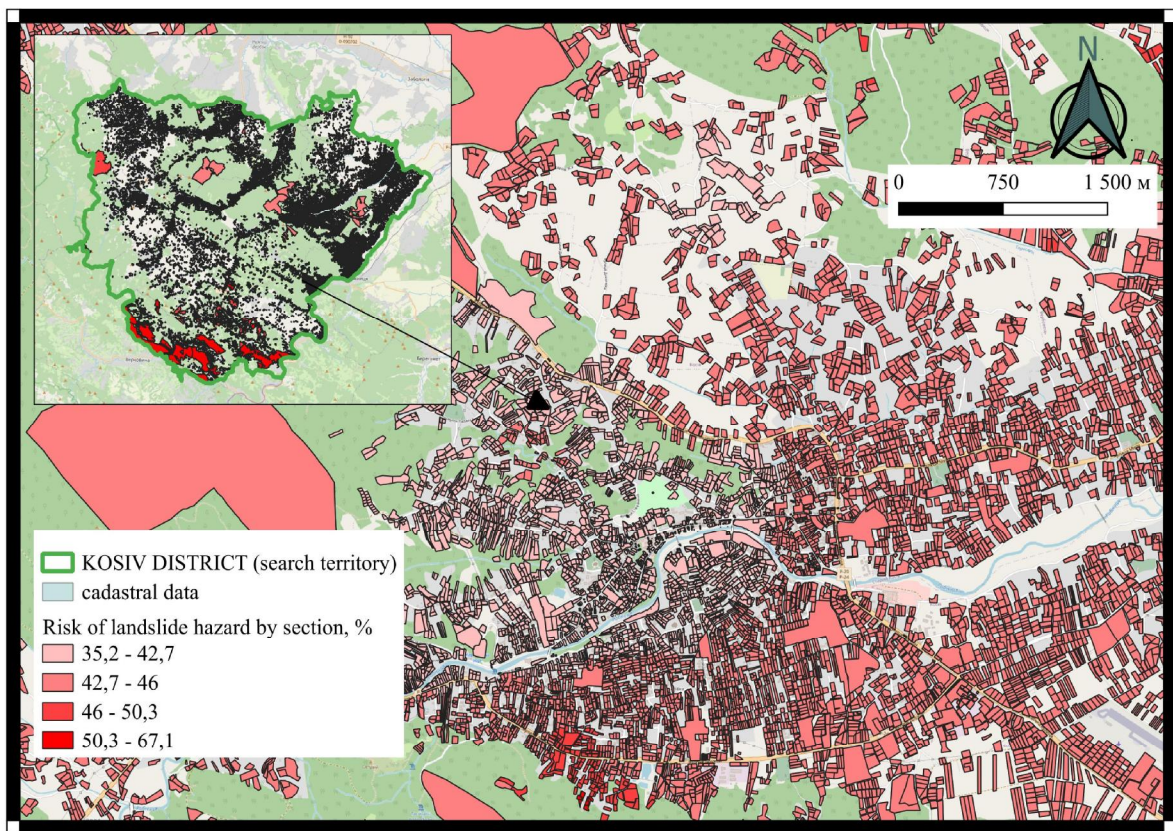 N
0 750 1 500 м
KOSIV DISTRICT (search territory)
cadastral data
Risk of landslide hazard by section, %
35,2 - 42,7
42,7 - 46
46 - 50,3
50,3 - 67,1